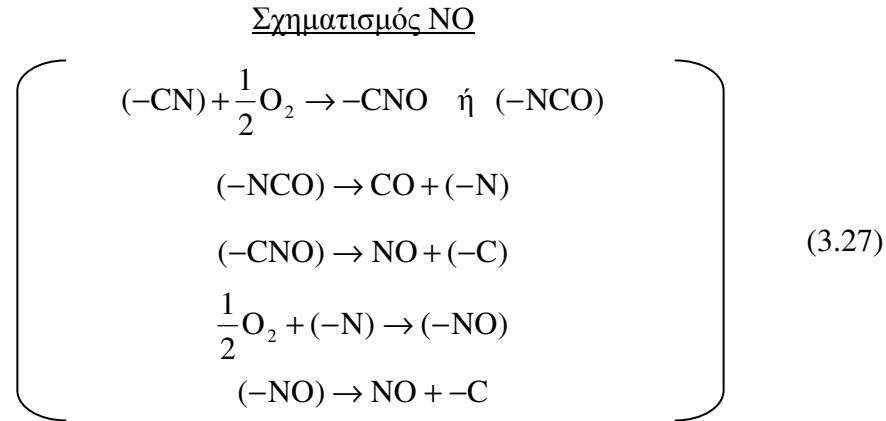 Σχηματισμός NO
(−CN) + 1/2 O₂ → −CNO ή (−NCO)
(−NCO) → CO + (−N)
(−CNO) → NO + (−C)
(3.27)
1/2 O₂ + (−N) → (−NO)
(−NO) → NO + −C